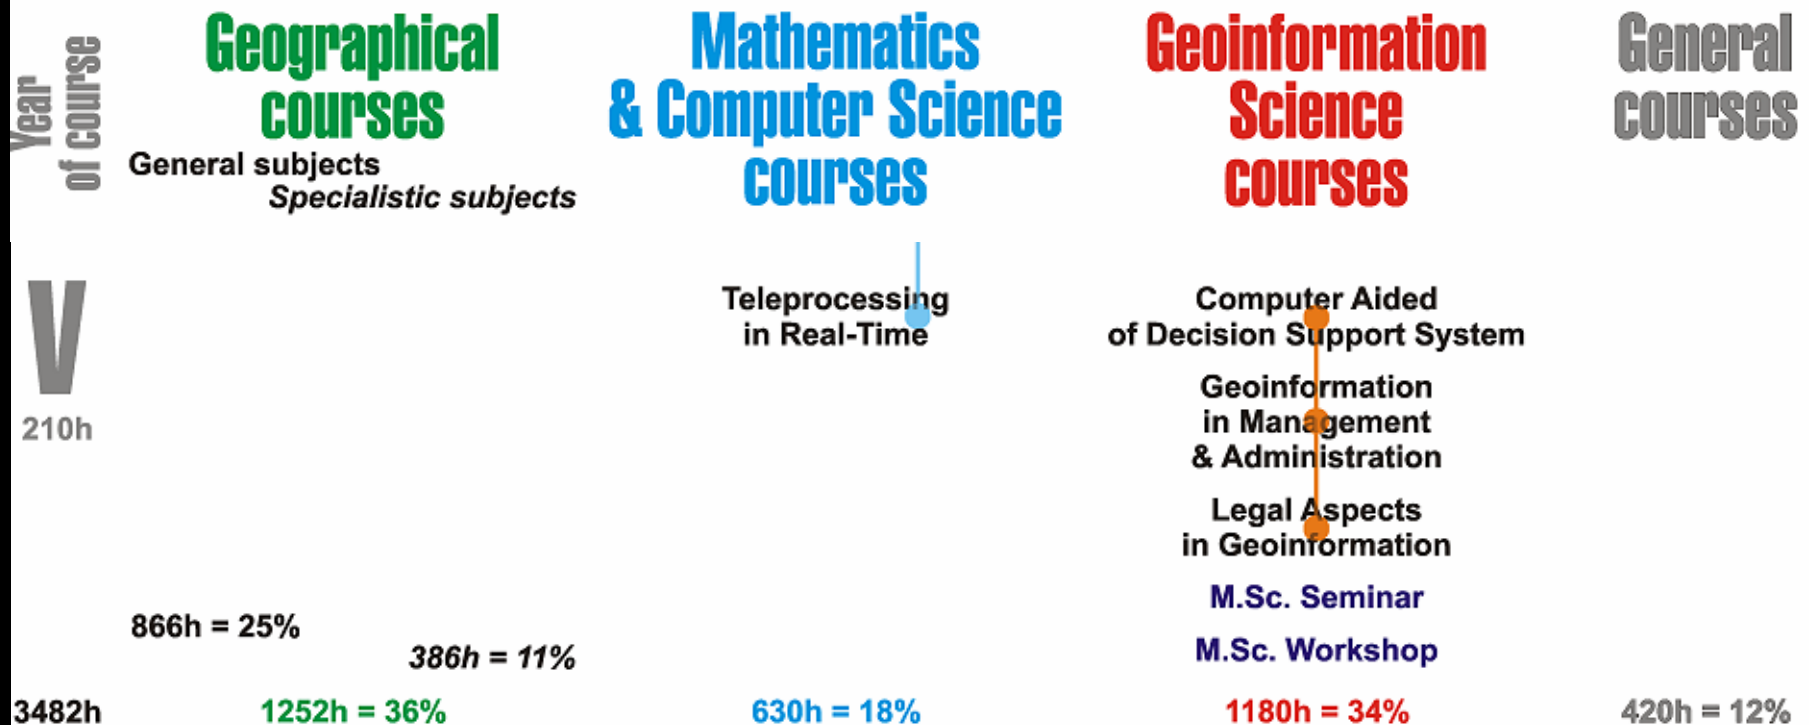 Year
of course
Geographical
courses
General subjects
Specialistic subjects
Mathematics
& Computer Science
courses
Geoinformation
Science
courses
General
courses
V
210h
Teleprocessing
in Real-Time
Computer Aided
of Decision Support System
Geoinformation
in Management
& Administration
Legal Aspects
in Geoinformation
M.Sc. Seminar
M.Sc. Workshop
866h = 25%
386h = 11%
3482h
1252h = 36%
630h = 18%
1180h = 34%
420h = 12%